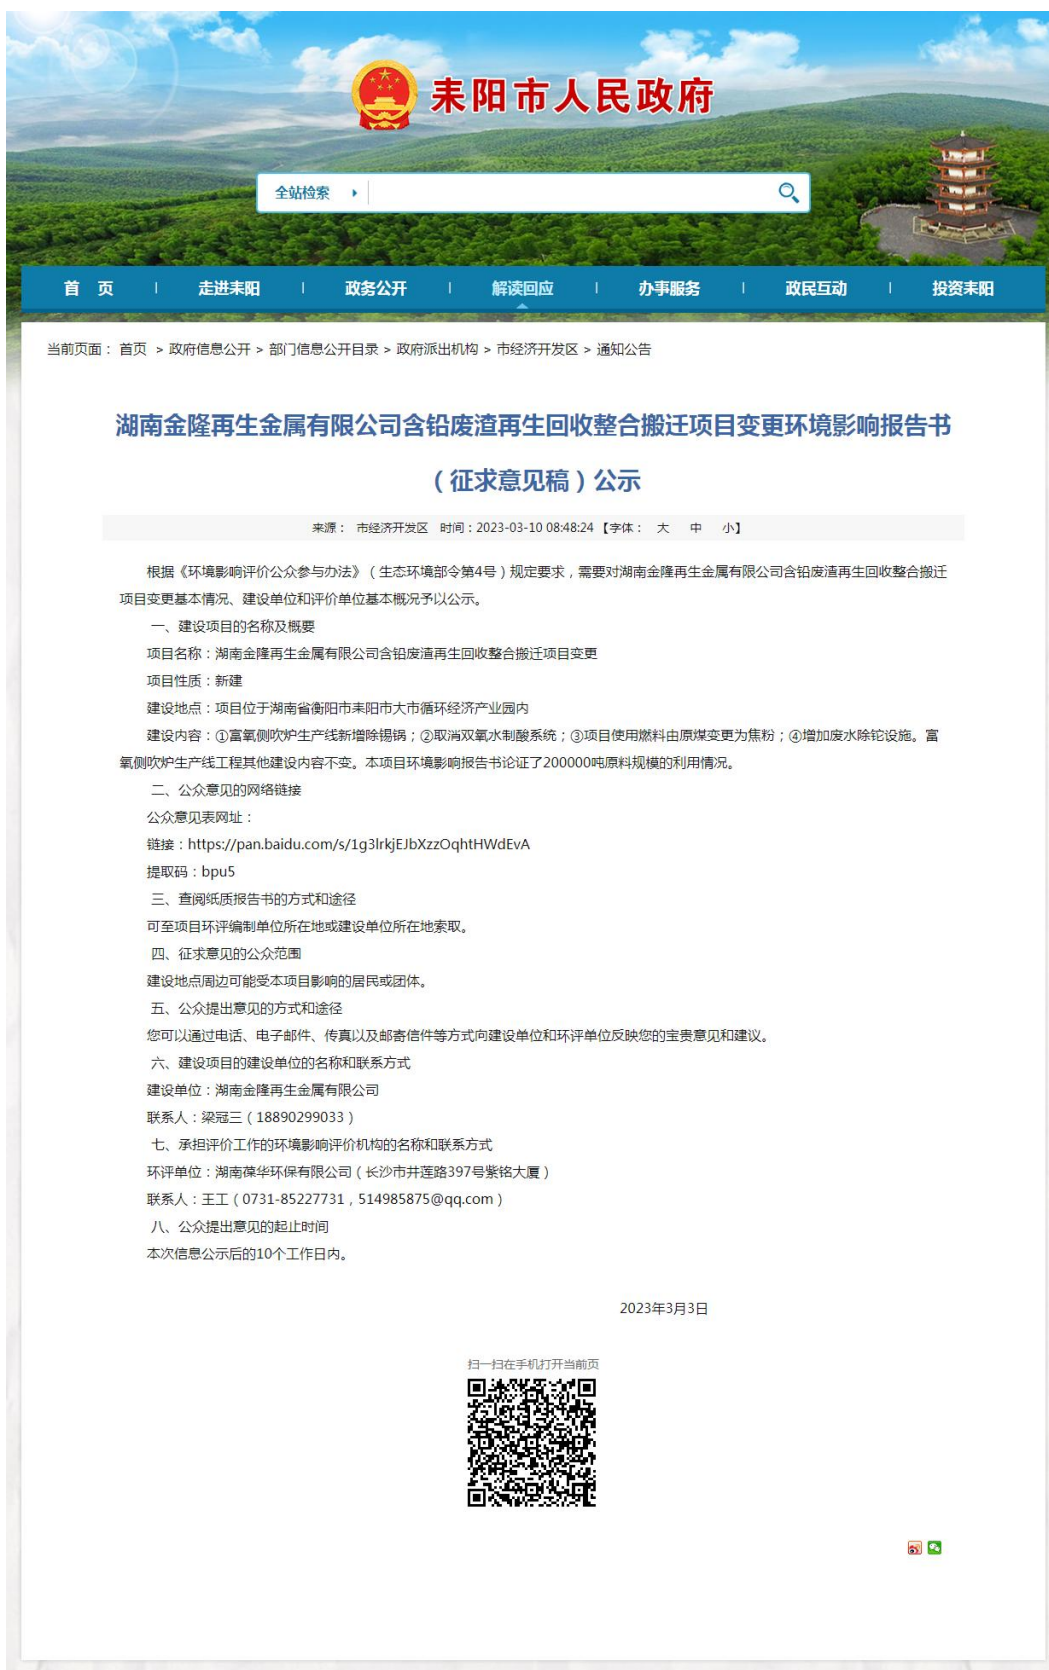 耒阳市人民政府
全站检索
首 页 走进耒阳 政务公开 解读回应 办事服务 政民互动 投资耒阳
当前页面： 首页 > 政府信息公开 > 部门信息公开目录 > 政府派出机构 > 市经济开发区 > 通知公告
湖南金隆再生金属有限公司含铅废渣再生回收整合搬迁项目变更环境影响报告书
（征求意见稿）公示
来源： 市经济开发区 时间：2023-03-10 08:48:24 【字体： 大 中 小】
根据《环境影响评价公众参与办法》（生态环境部令第4号）规定要求，需要对湖南金隆再生金属有限公司含铅废渣再生回收整合搬迁
项目变更基本情况、建设单位和评价单位基本概况予以公示。
一、建设项目的名称及概要
项目名称：湖南金隆再生金属有限公司含铅废渣再生回收整合搬迁项目变更
项目性质：新建
建设地点：项目位于湖南省衡阳市耒阳市大市循环经济产业园内
建设内容：①富氧侧吹炉生产线新增除锡锅；②取消双氧水制酸系统；③项目使用燃料由原煤变更为焦粉；④增加废水除铊设施。富
氧侧吹炉生产线工程其他建设内容不变。本项目环境影响报告书论证了200000吨原料规模的利用情况。
二、公众意见的网络链接
公众意见表网址：
链接：https://pan.baidu.com/s/1g3lrkjEJbXzzOqhtHWdEvA
提取码：bpu5
三、查阅纸质报告书的方式和途径
可至项目环评编制单位所在地或建设单位所在地索取。
四、征求意见的公众范围
建设地点周边可能受本项目影响的居民或团体。
五、公众提出意见的方式和途径
您可以通过电话、电子邮件、传真以及邮寄信件等方式向建设单位和环评单位反映您的宝贵意见和建议。
六、建设项目的建设单位的名称和联系方式
建设单位：湖南金隆再生金属有限公司
联系人：梁冠三（18890299033）
七、承担评价工作的环境影响评价机构的名称和联系方式
环评单位：湖南葆华环保有限公司（长沙市井莲路397号紫铭大厦）
联系人：王工（0731-85227731，514985875@qq.com）
八、公众提出意见的起止时间
本次信息公示后的10个工作日内。
2023年3月3日
扫一扫在手机打开当前页